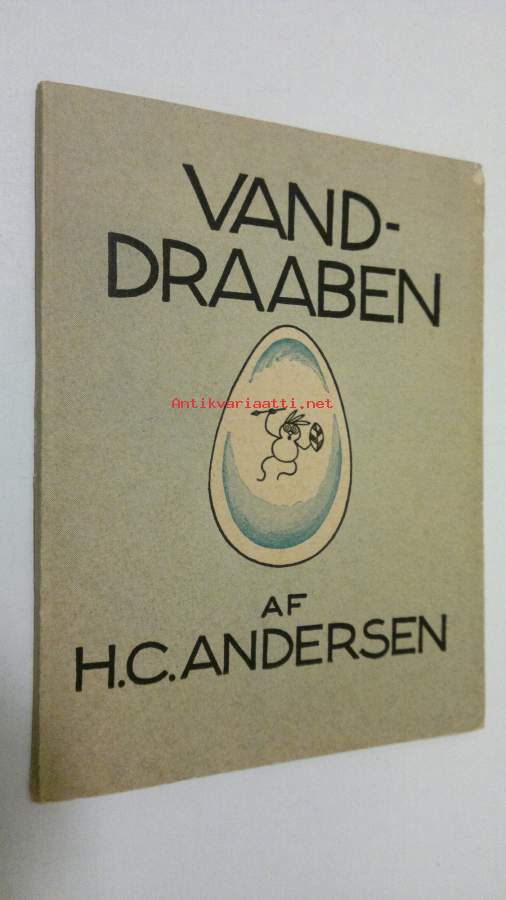 VAND-
DRAABEN
Antikvariaatti.net
AF
H.C. ANDERSEN